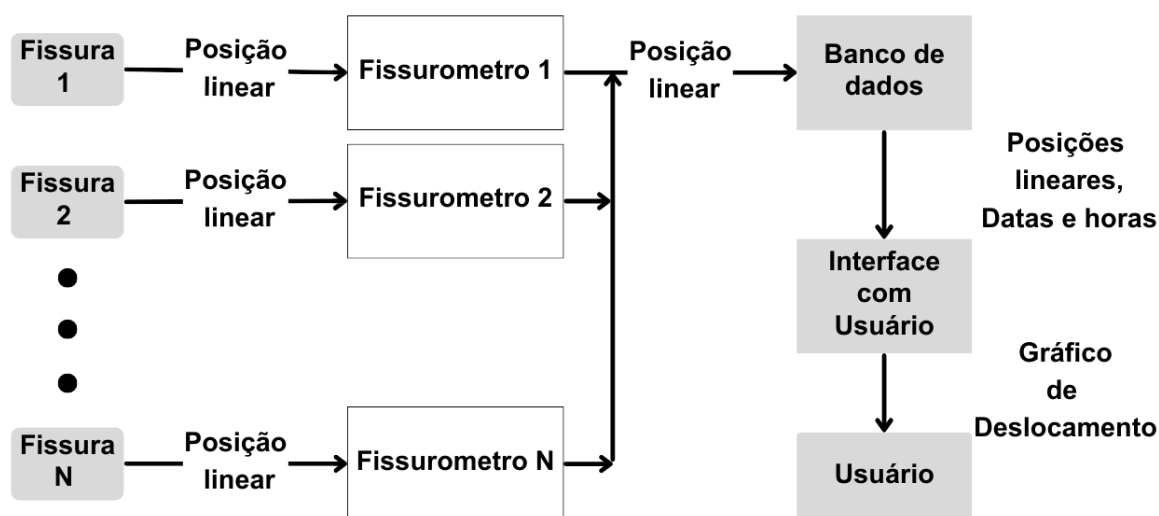 Fissura
1
Posição
linear
Fissurometro 1
Posição
linear
Banco de
dados
Fissura
2
Posição
linear
Fissurometro 2
Posições
lineares,
Datas e horas
Interface
com
Usuário
Gráfico
de
Deslocamento
Fissura
N
Posição
linear
Fissurometro N
Usuário